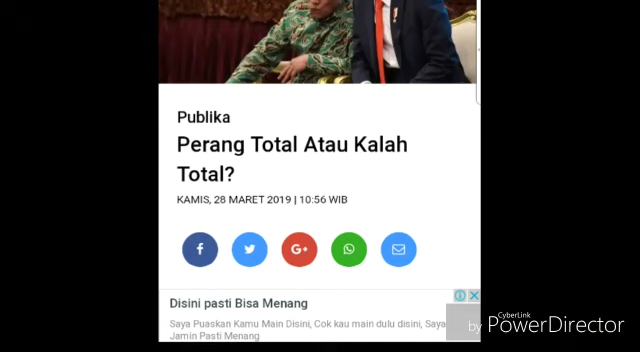 Publika
Perang Total Atau Kalah
Total?
KAMIS, 28 MARET 2019 | 10:56 WIB
Disini pasti Bisa Menang
Saya Puaskan Kamu Main Disini, Cok kau main dulu disini, Saya
Jamin Pasti Menang
CyberLink
by PowerDirector